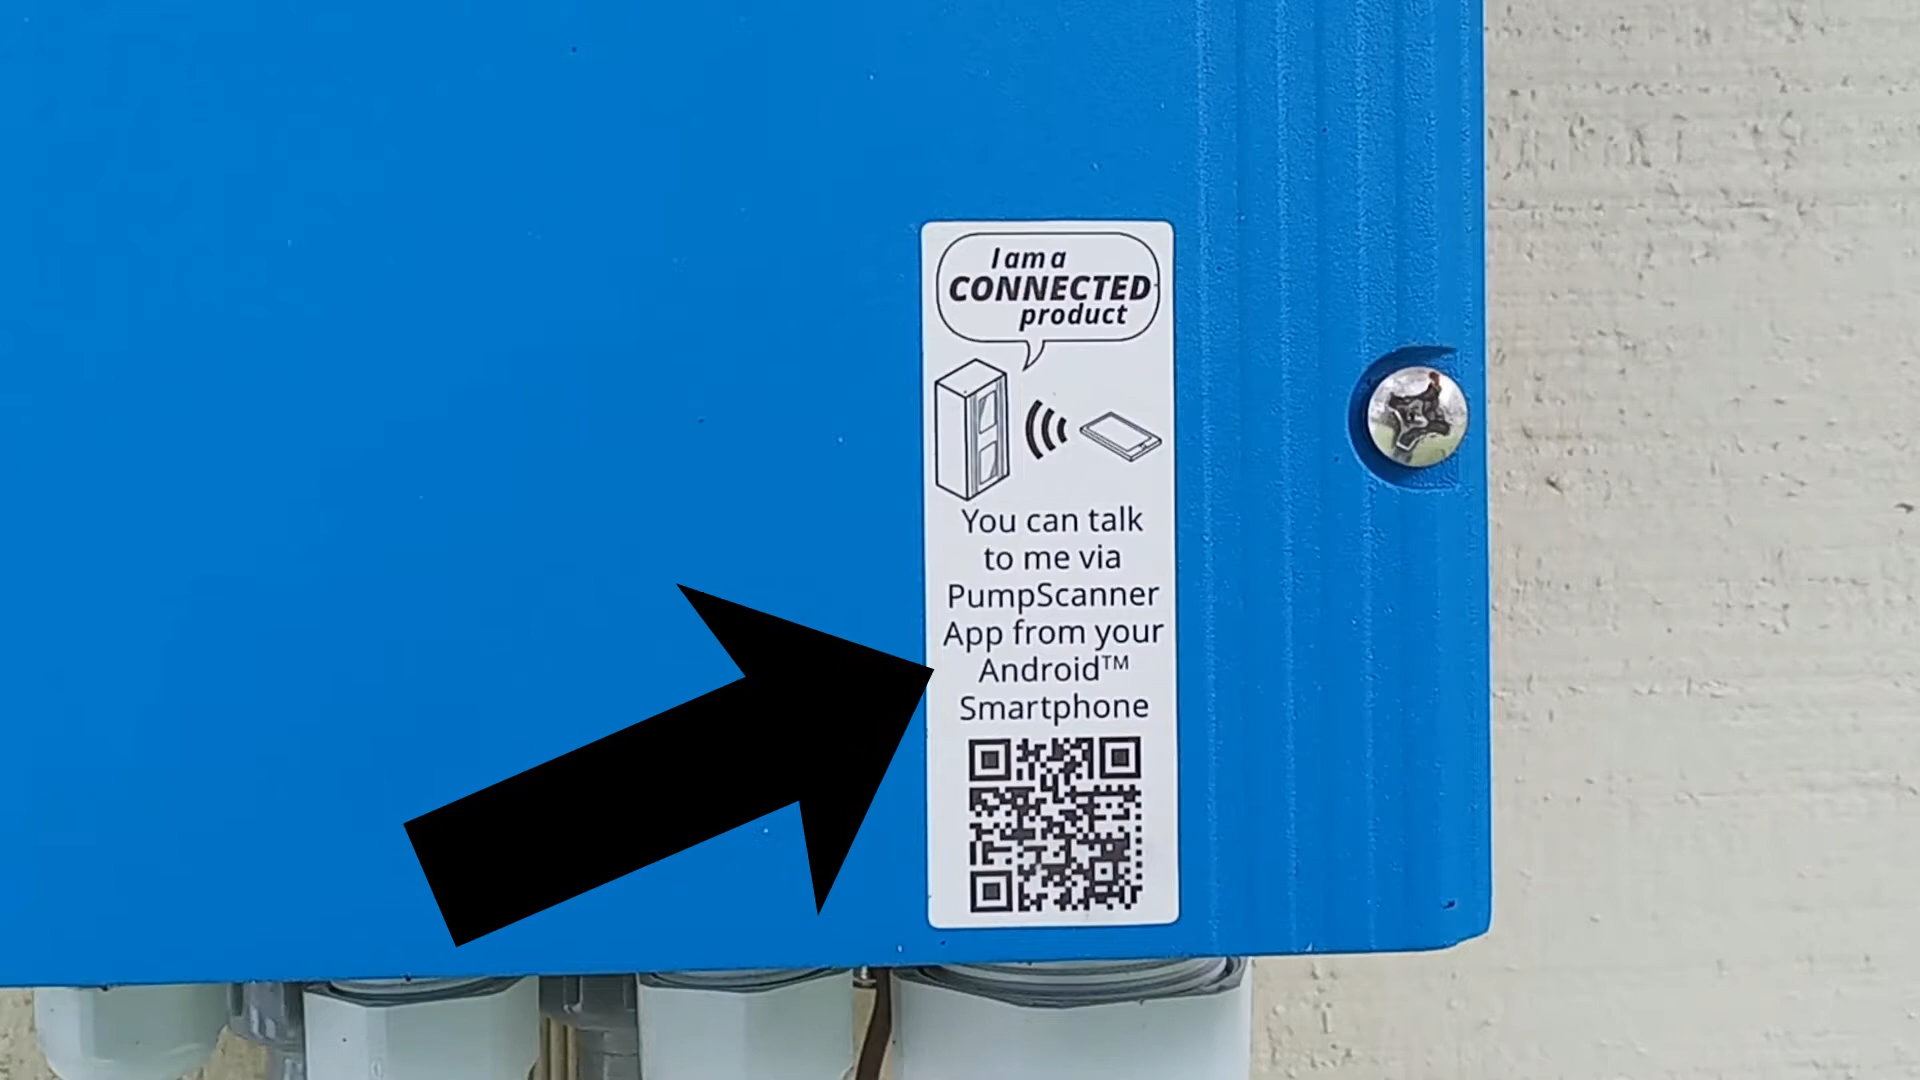 I am a
CONNECTED
product
You can talk
to me via
PumpScanner
App from your
Android™
Smartphone